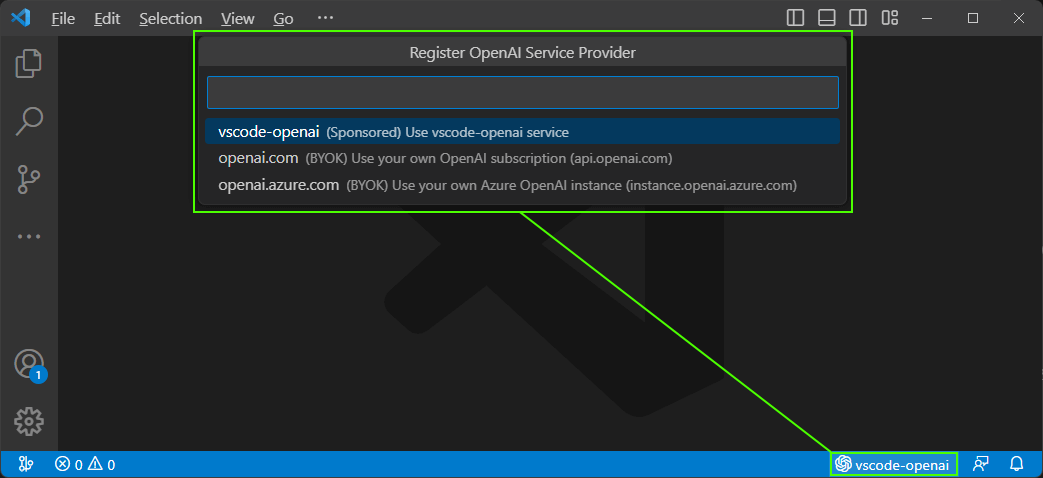 File Edit Selection View Go ···
Register OpenAI Service Provider
vscode-openai (Sponsored) Use vscode-openai service
openai.com (BYOK) Use your own OpenAI subscription (api.openai.com)
openai.azure.com (BYOK) Use your own Azure OpenAI instance (instance.openai.azure.com)
1
0 0 vscode-openai